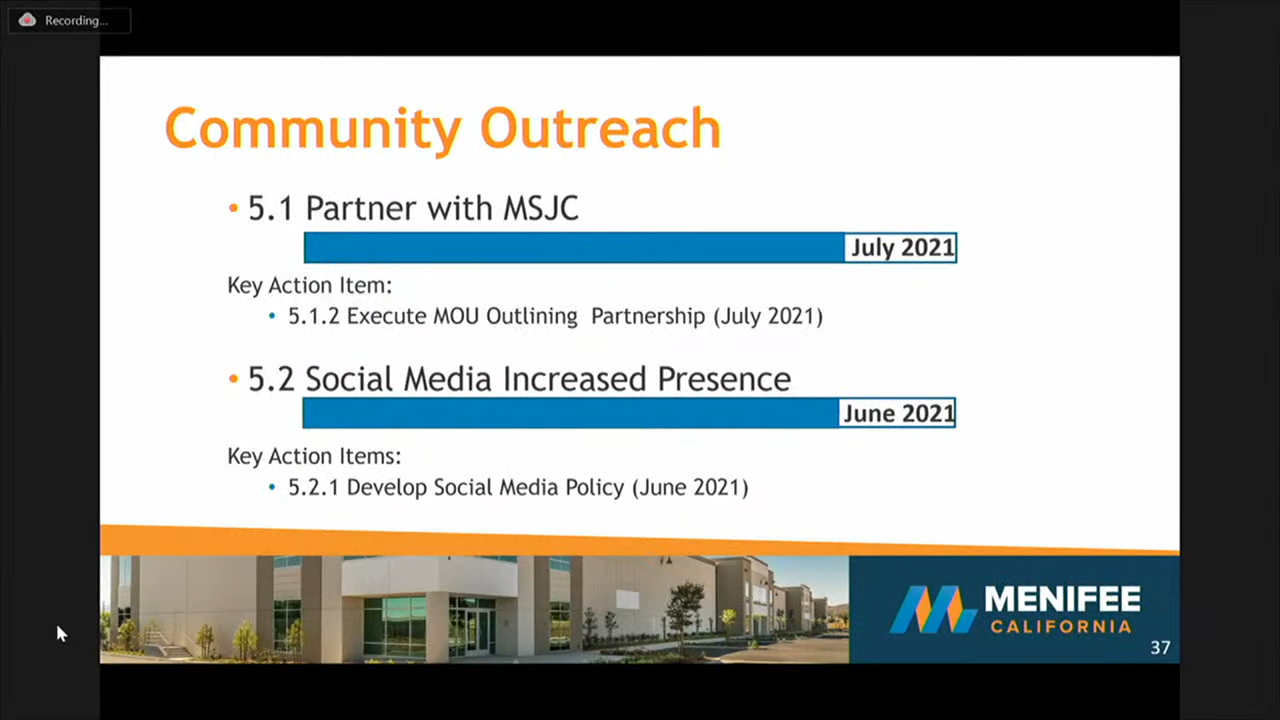 Recording...
Community Outreach
• 5.1 Partner with MSJC
July 2021
Key Action Item:
• 5.1.2 Execute MOU Outlining Partnership (July 2021)
• 5.2 Social Media Increased Presence
June 2021
Key Action Items:
• 5.2.1 Develop Social Media Policy (June 2021)
MENIFEE
CALIFORNIA
37